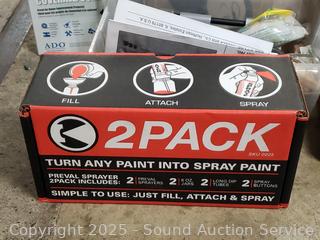 ADO
FILL
ATTACH
SPRAY
2PACK
TURN ANY PAINT INTO SPRAY PAINT
PREVAL SPRAYER
2PACK INCLUDES:
2 PREVAL SPRAYERS
2 6 OZ. JARS
2 LONG DIP TUBES
2 SPRAY BUTTONS
SIMPLE TO USE: JUST FILL, ATTACH & SPRAY
Copyright 2025 - Sound Auction Service